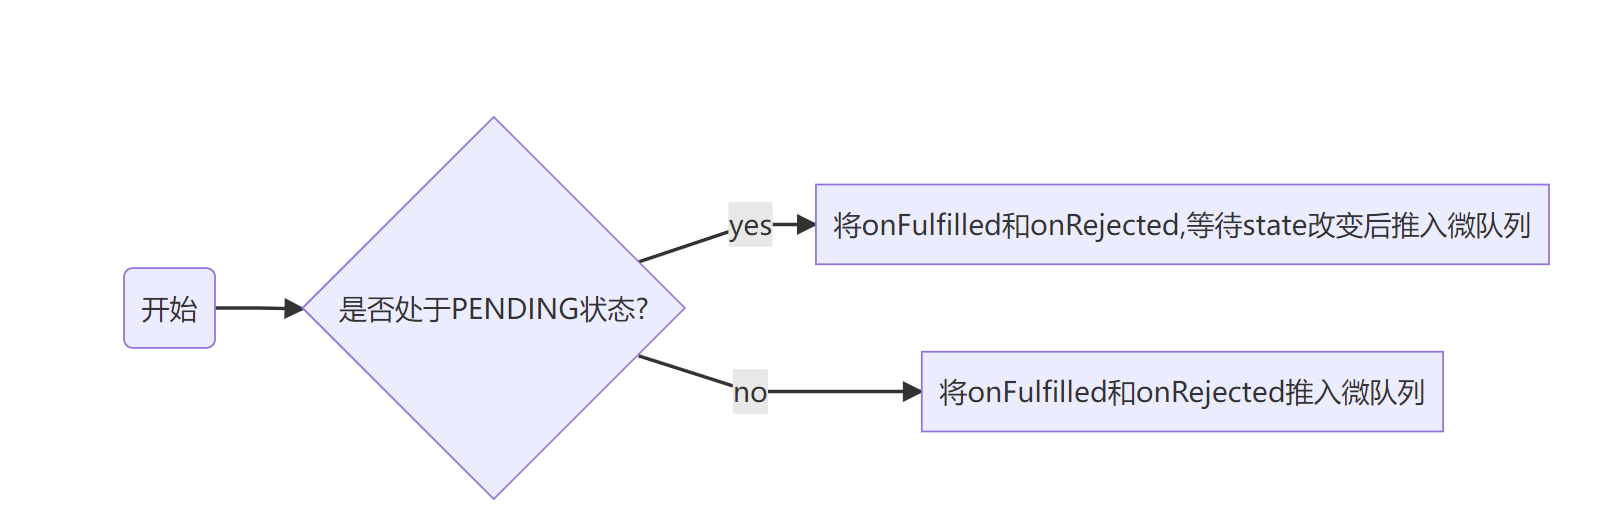 开始
是否处于PENDING状态?
yes
将onFulfilled和onRejected,等待state改变后推入微队列
no
将onFulfilled和onRejected推入微队列